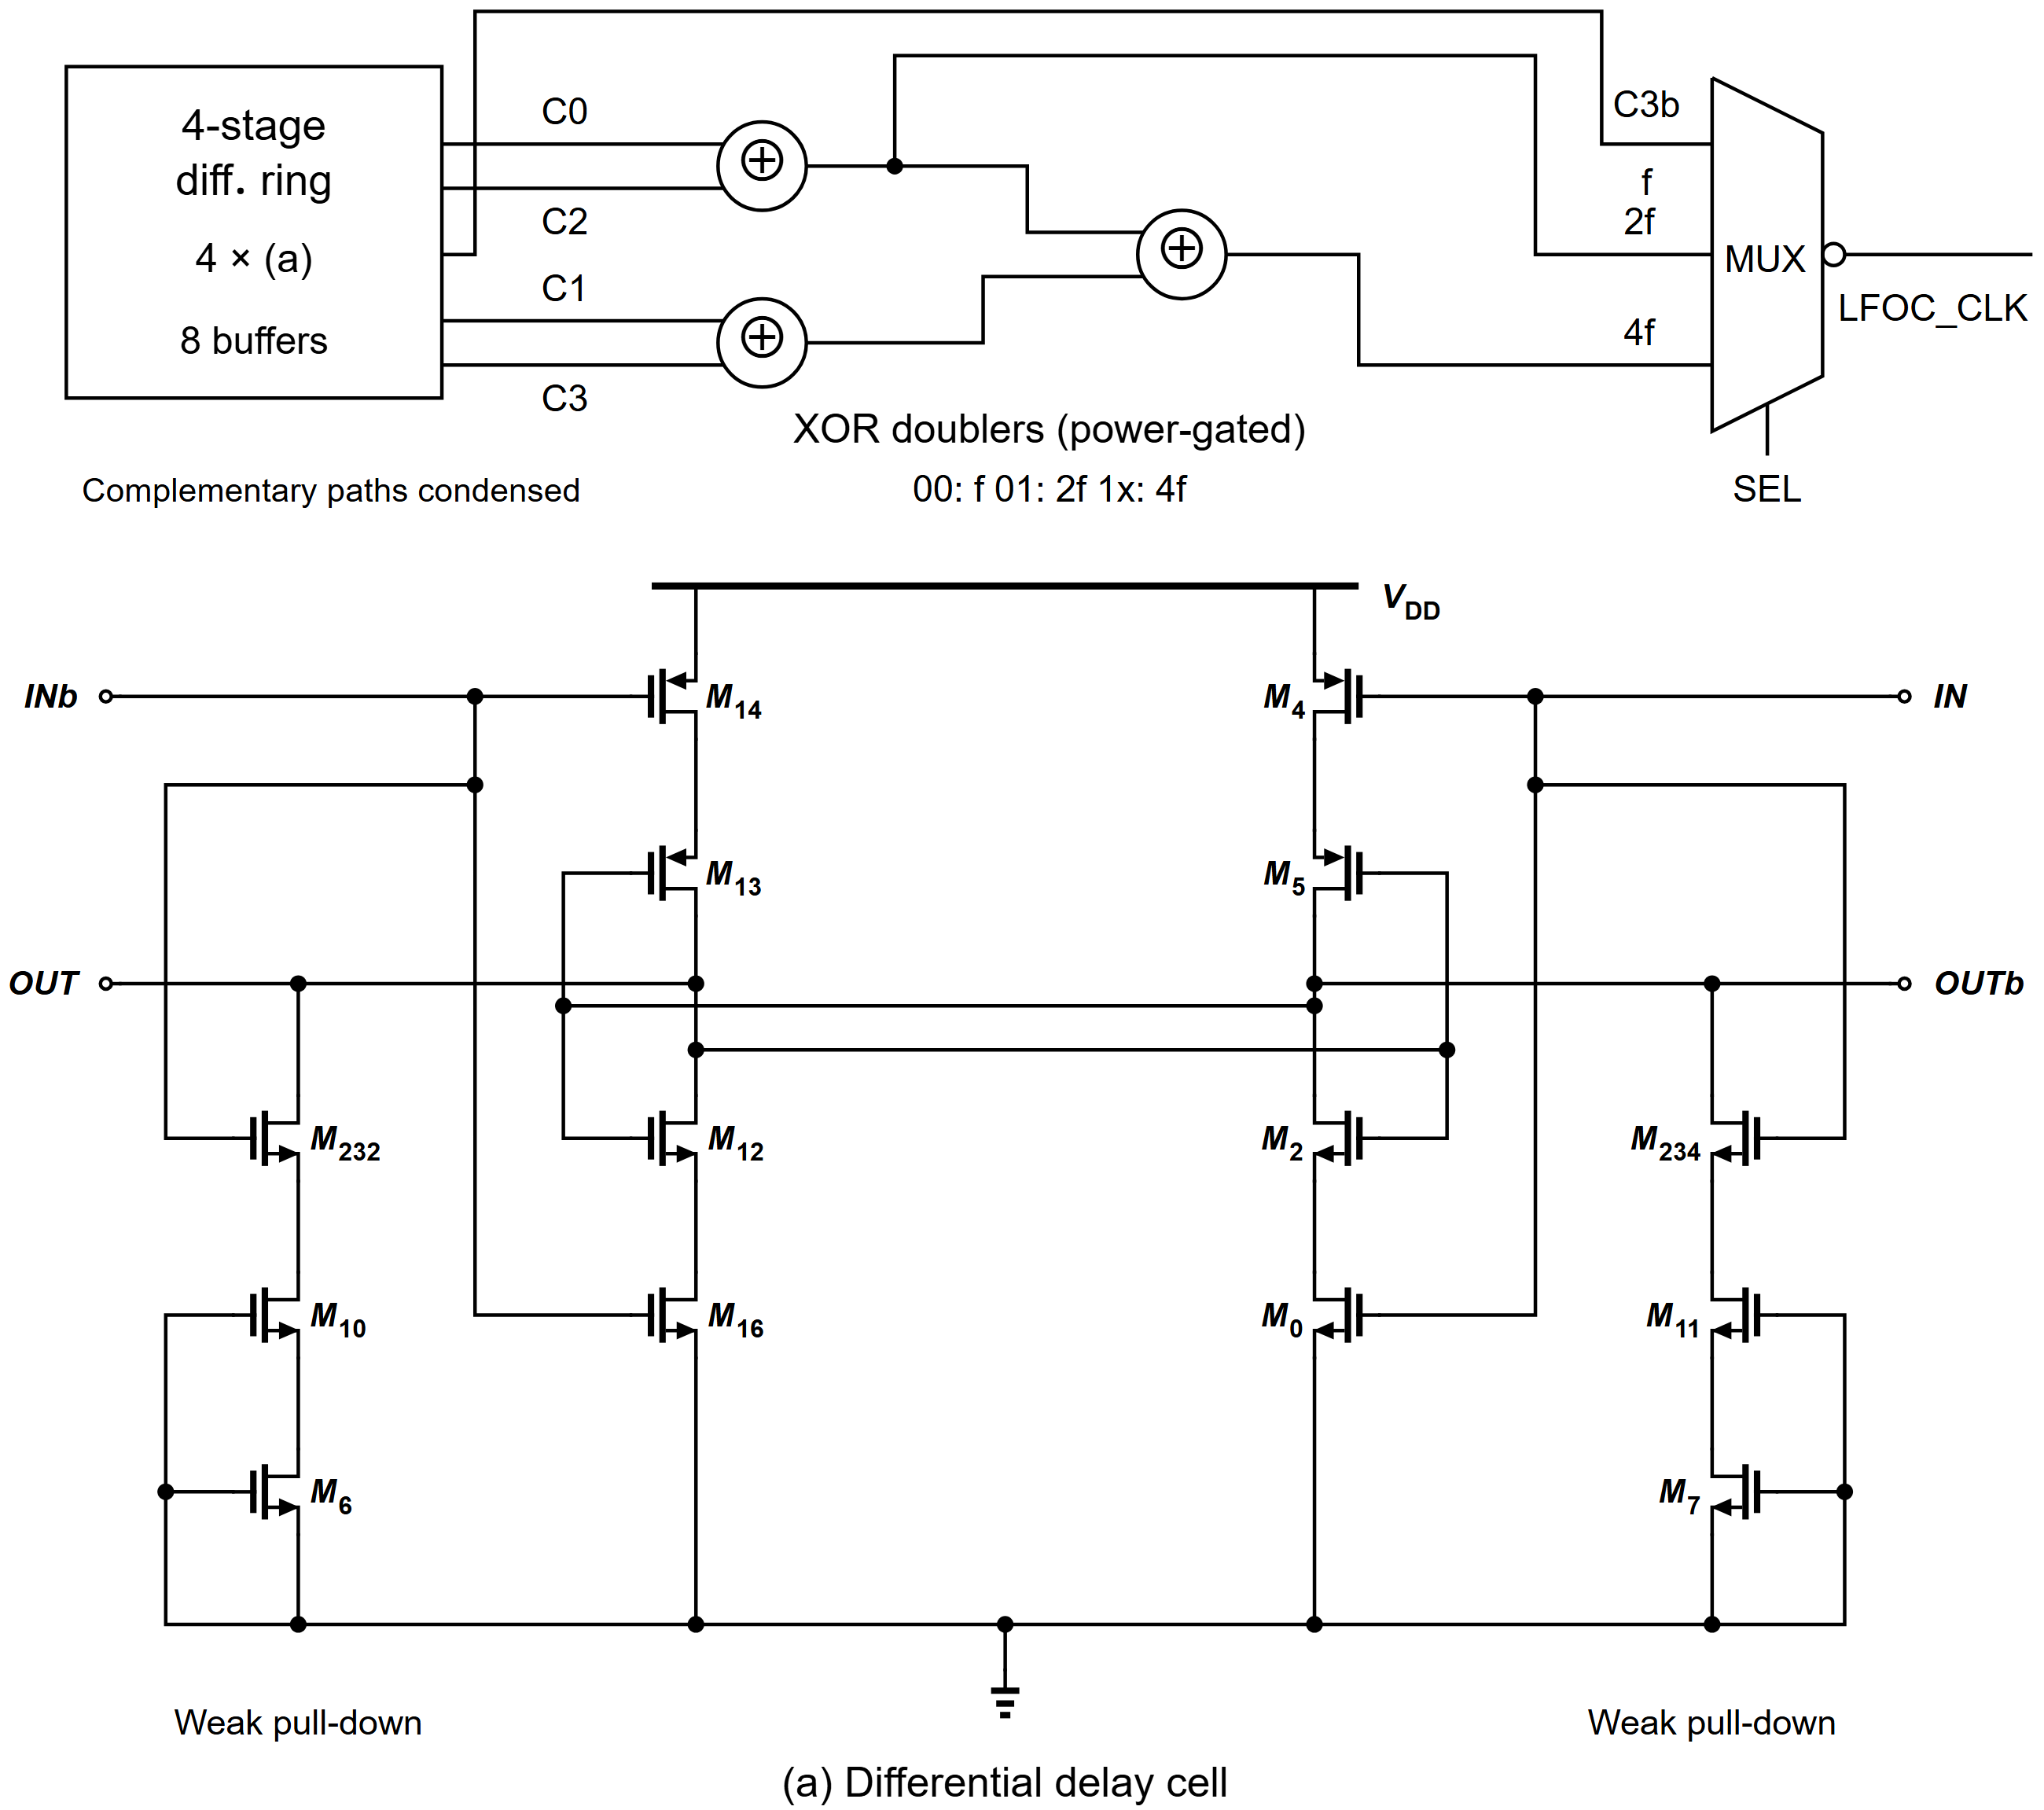 C0
C3b
4-stage
diff. ring
f
C2
2f
4 × (a)
MUX
C1
LFOC_CLK
8 buffers
4f
C3
XOR doublers (power-gated)
Complementary paths condensed
00: f 01: 2f 1x: 4f
SEL
VDD
INb
M14
M4
IN
M13
M5
OUT
OUTb
M232
M12
M2
M234
M10
M16
M0
M11
M6
M7
Weak pull-down
Weak pull-down
(a) Differential delay cell